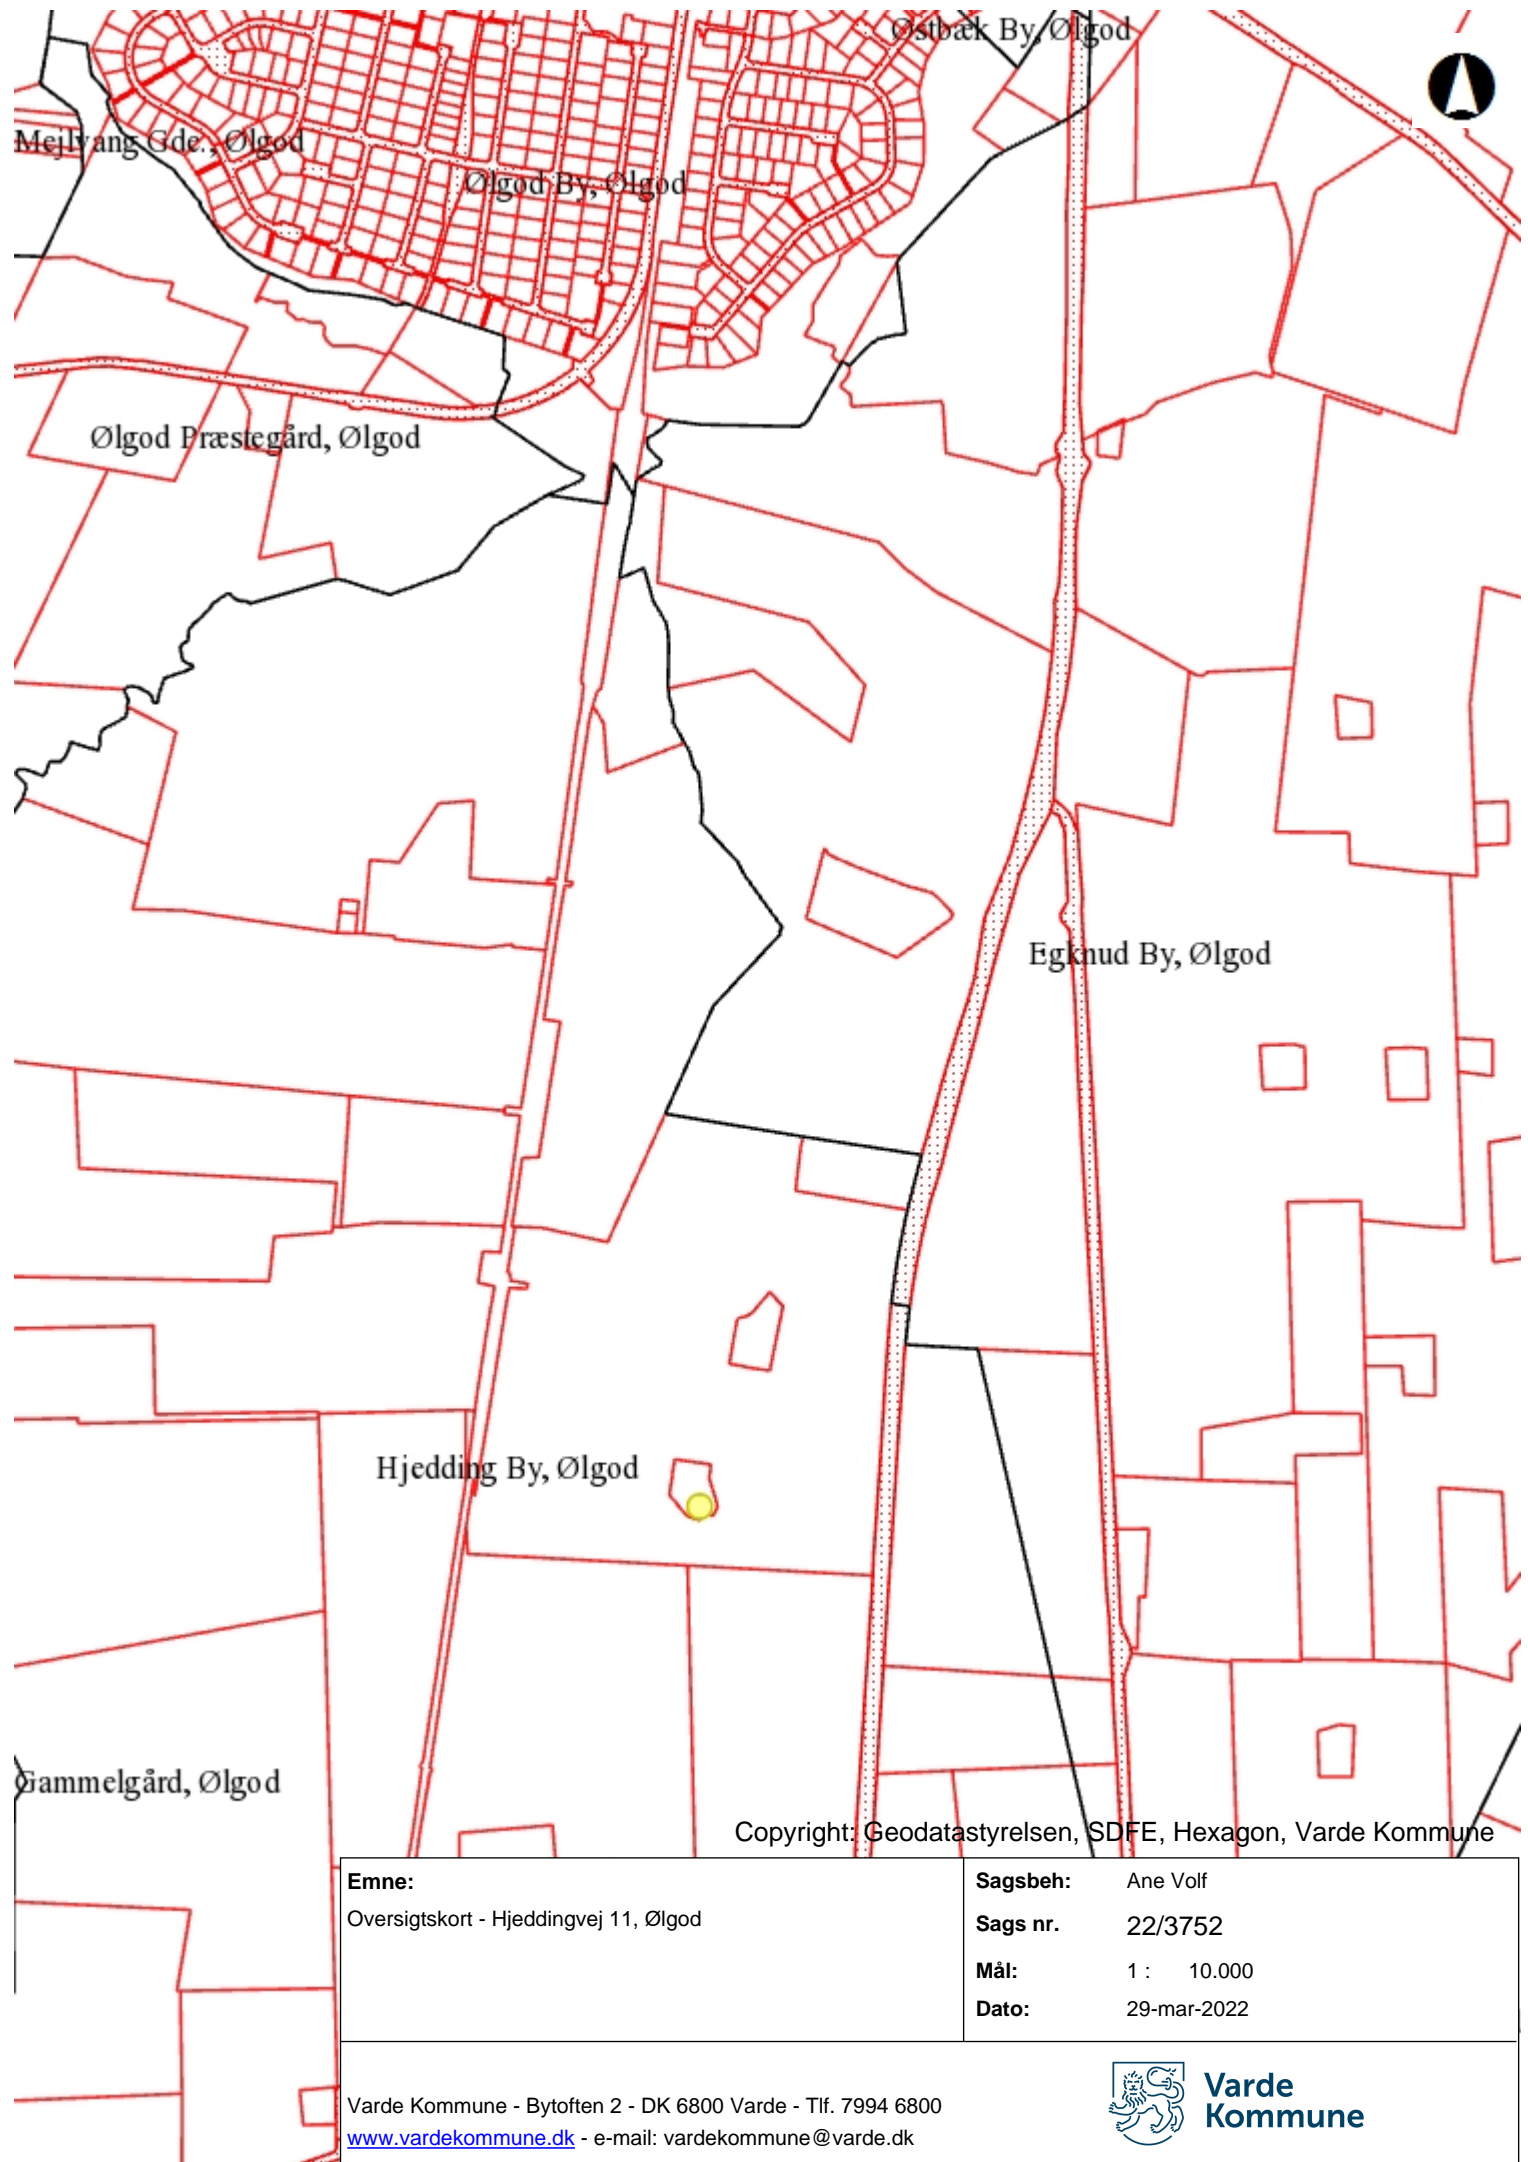 Østbæk By, Ølgod
Mejlvang Gde., Ølgod
Ølgod By, Ølgod
Ølgod Præstegård, Ølgod
Egknud By, Ølgod
Hjedding By, Ølgod
Gammelgård, Ølgod
Copyright: Geodatastyrelsen, SDFE, Hexagon, Varde Kommune
Emne:
Oversigtskort - Hjeddingvej 11, Ølgod
Sagsbeh: Ane Volf
Sags nr. 22/3752
Mål: 1 : 10.000
Dato: 29-mar-2022
Varde Kommune - Bytoften 2 - DK 6800 Varde - Tlf. 7994 6800
www.vardekommune.dk - e-mail: vardekommune@varde.dk
Varde
Kommune